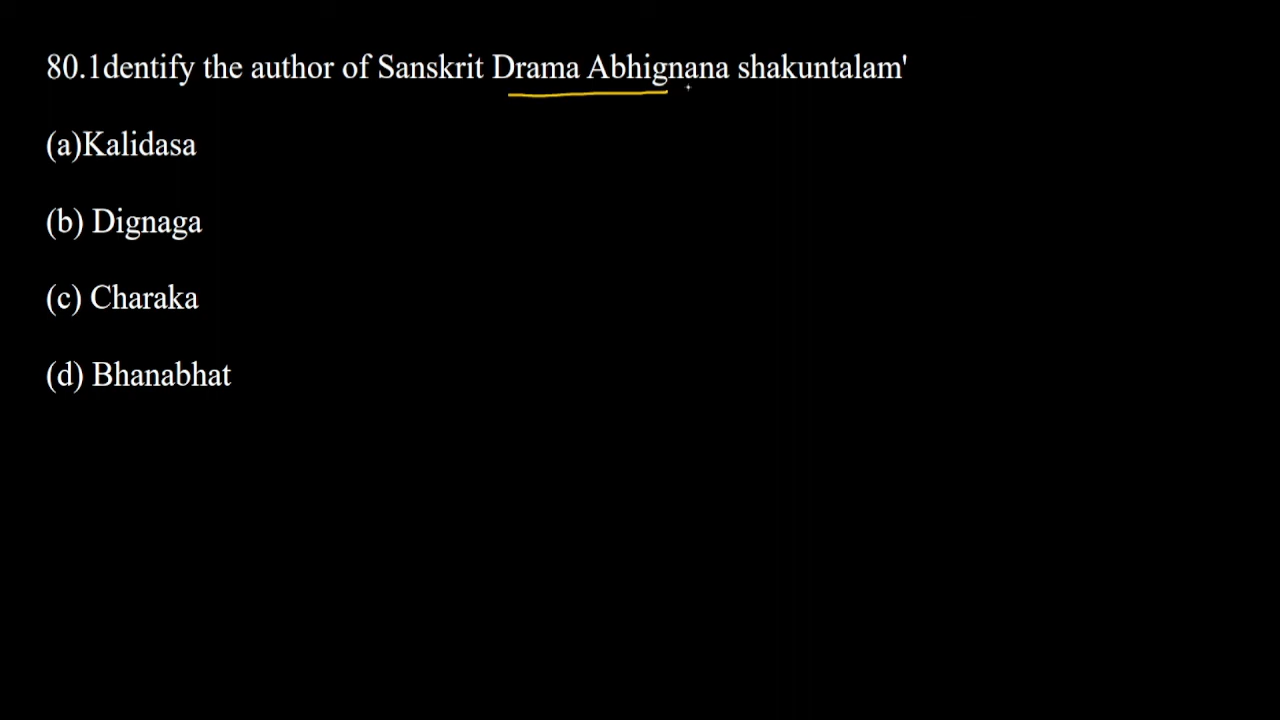 80.1dentify the author of Sanskrit Drama Abhignana shakuntalam'
(a)Kalidasa
(b) Dignaga
(c) Charaka
(d) Bhanabhat